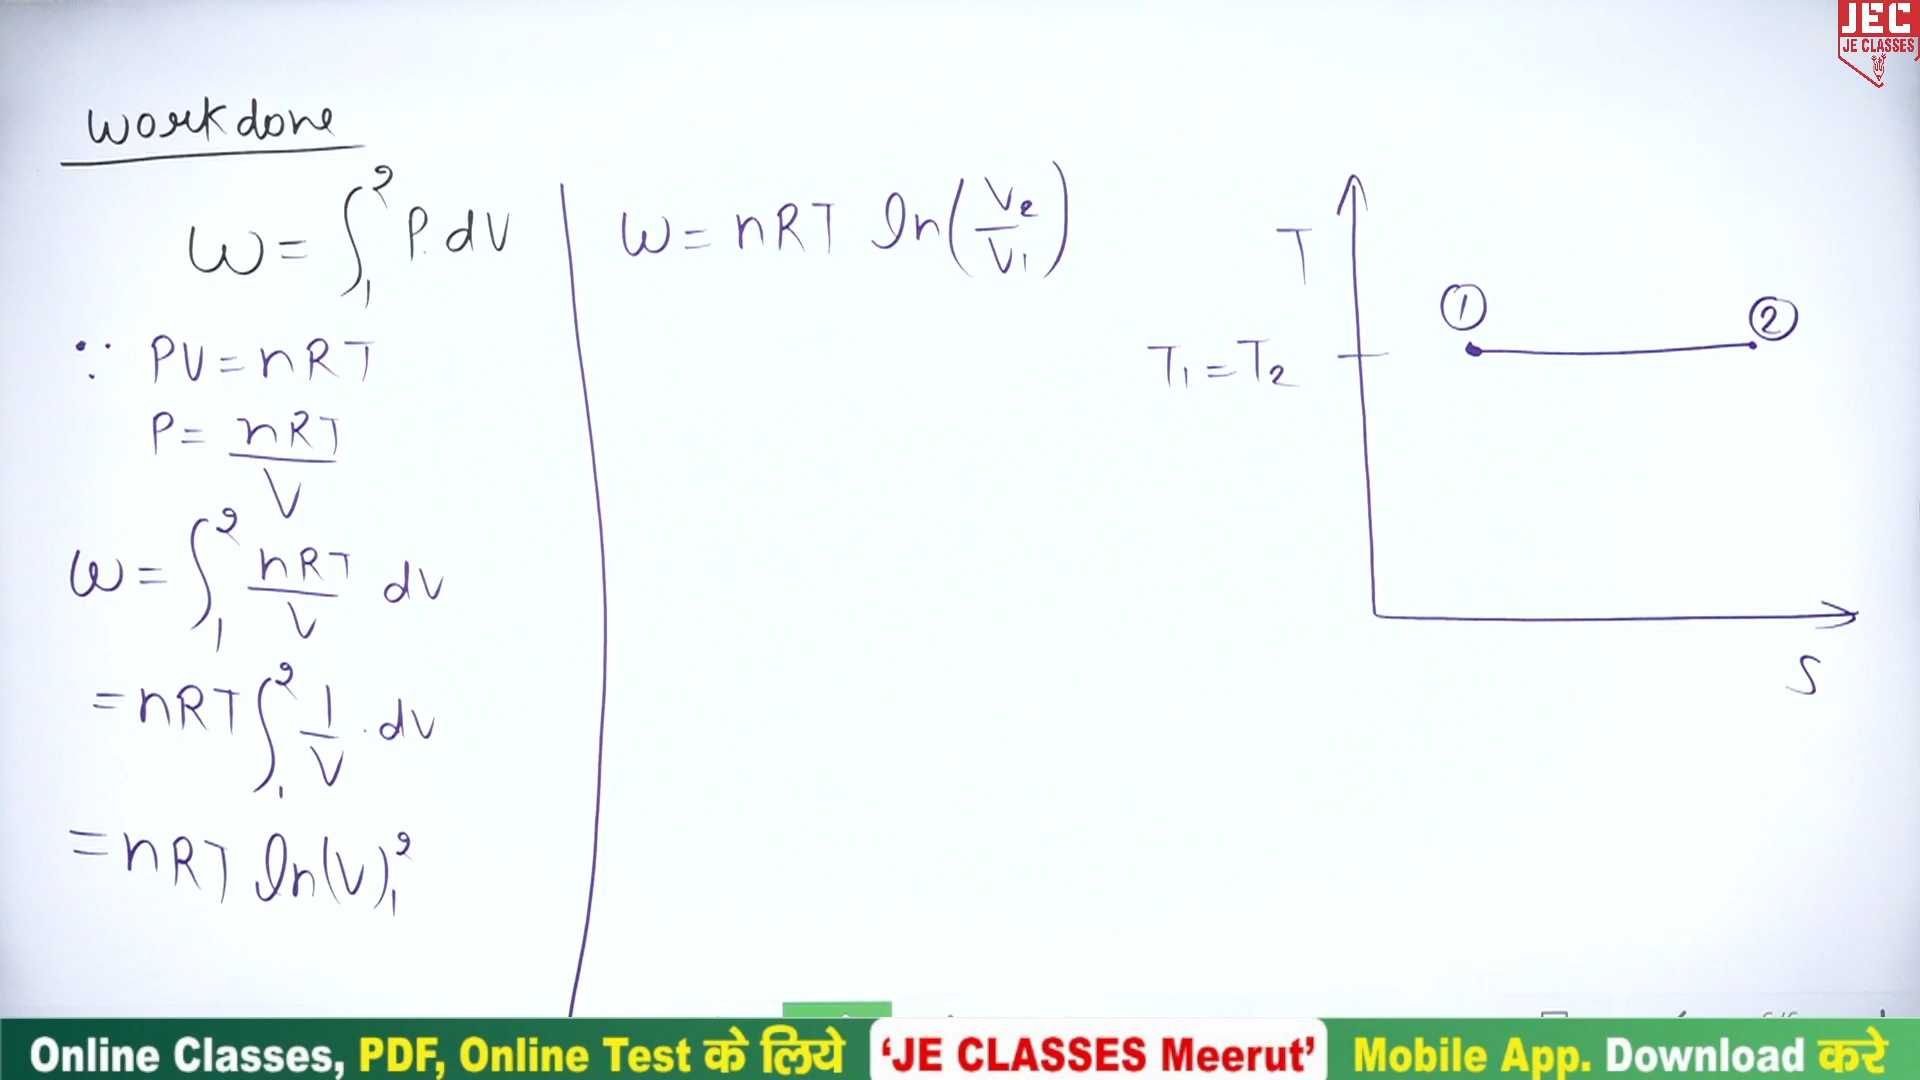 JEC
JE CLASSES
Workdone
W = ∫₁² P.dV
∵ PV = nRT
P = nRT / V
W = ∫₁² nRT/V dV
= nRT ∫₁² 1/V . dV
= nRT ln(V)₁²
W = nRT ln(V₂/V₁)
T
① ②
T₁ = T₂
S
Online Classes, PDF, Online Test के लिये 'JE CLASSES Meerut' Mobile App. Download करे